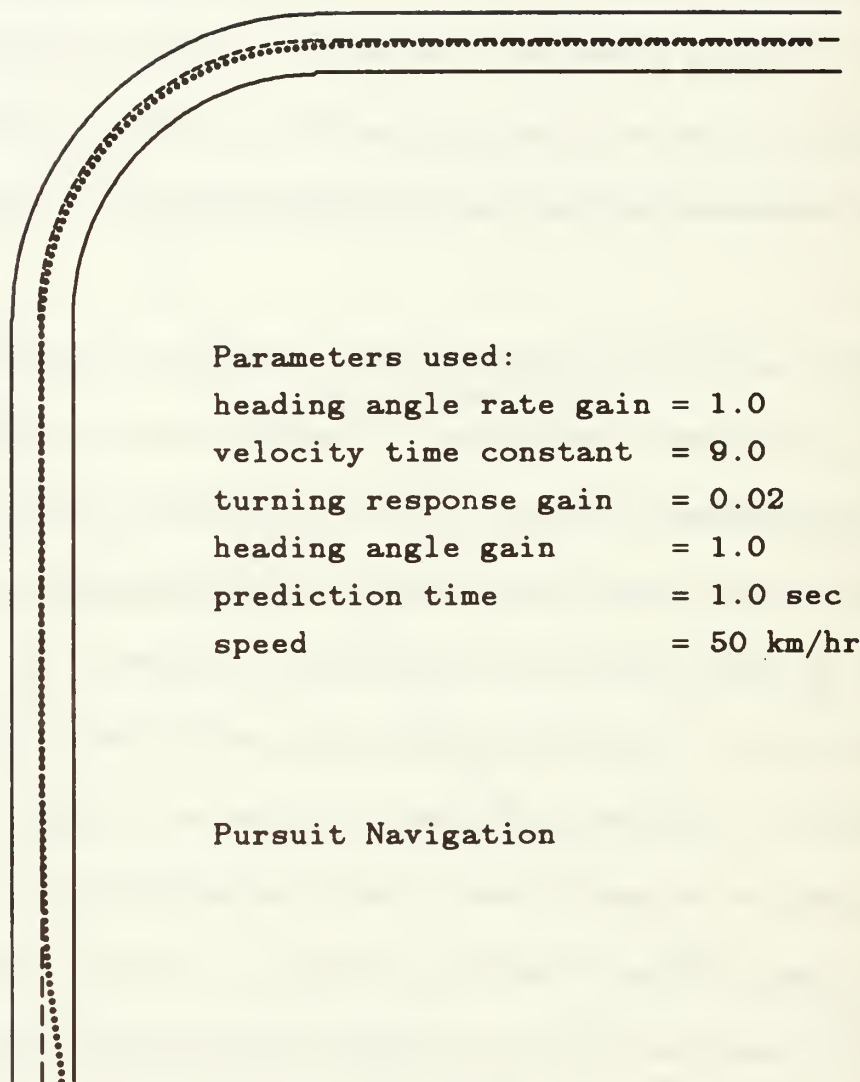 Parameters used:
heading angle rate gain = 1.0
velocity time constant = 9.0
turning response gain = 0.02
heading angle gain = 1.0
prediction time = 1.0 sec
speed = 50 km/hr
Pursuit Navigation